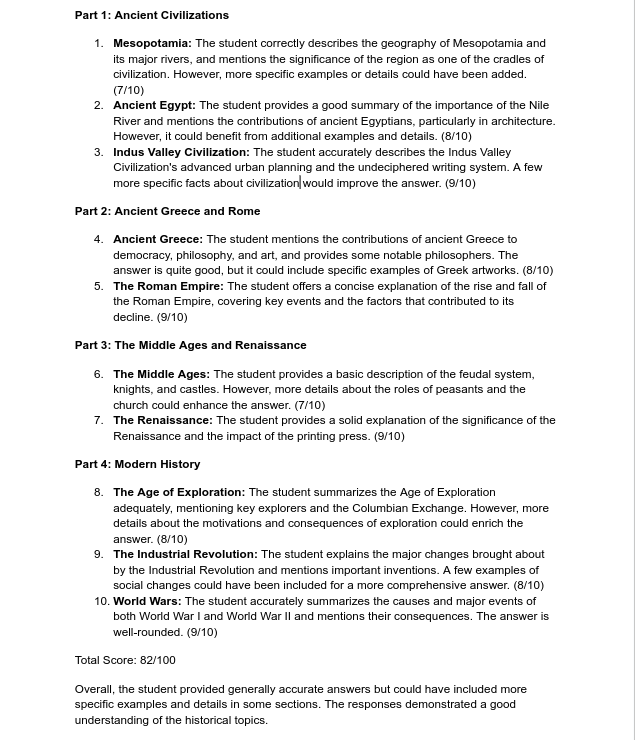 Part 1: Ancient Civilizations
1. Mesopotamia: The student correctly describes the geography of Mesopotamia and
its major rivers, and mentions the significance of the region as one of the cradles of
civilization. However, more specific examples or details could have been added.
(7/10)
2. Ancient Egypt: The student provides a good summary of the importance of the Nile
River and mentions the contributions of ancient Egyptians, particularly in architecture.
However, it could benefit from additional examples and details. (8/10)
3. Indus Valley Civilization: The student accurately describes the Indus Valley
Civilization's advanced urban planning and the undeciphered writing system. A few
more specific facts about civilization would improve the answer. (9/10)
Part 2: Ancient Greece and Rome
4. Ancient Greece: The student mentions the contributions of ancient Greece to
democracy, philosophy, and art, and provides some notable philosophers. The
answer is quite good, but it could include specific examples of Greek artworks. (8/10)
5. The Roman Empire: The student offers a concise explanation of the rise and fall of
the Roman Empire, covering key events and the factors that contributed to its
decline. (9/10)
Part 3: The Middle Ages and Renaissance
6. The Middle Ages: The student provides a basic description of the feudal system,
knights, and castles. However, more details about the roles of peasants and the
church could enhance the answer. (7/10)
7. The Renaissance: The student provides a solid explanation of the significance of the
Renaissance and the impact of the printing press. (9/10)
Part 4: Modern History
8. The Age of Exploration: The student summarizes the Age of Exploration
adequately, mentioning key explorers and the Columbian Exchange. However, more
details about the motivations and consequences of exploration could enrich the
answer. (8/10)
9. The Industrial Revolution: The student explains the major changes brought about
by the Industrial Revolution and mentions important inventions. A few examples of
social changes could have been included for a more comprehensive answer. (8/10)
10. World Wars: The student accurately summarizes the causes and major events of
both World War I and World War II and mentions their consequences. The answer is
well-rounded. (9/10)
Total Score: 82/100
Overall, the student provided generally accurate answers but could have included more
specific examples and details in some sections. The responses demonstrated a good
understanding of the historical topics.